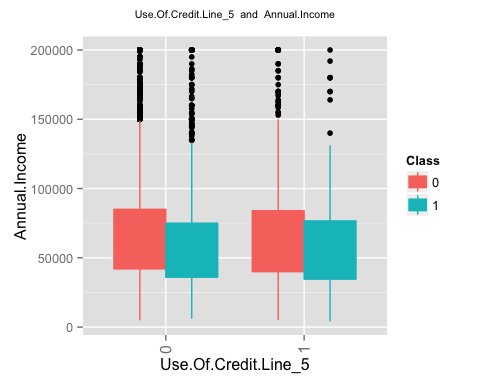 Use.Of.Credit.Line_5 and Annual.Income
Annual.Income
200000
150000
100000
50000
0
0
1
Use.Of.Credit.Line_5
Class
0
1